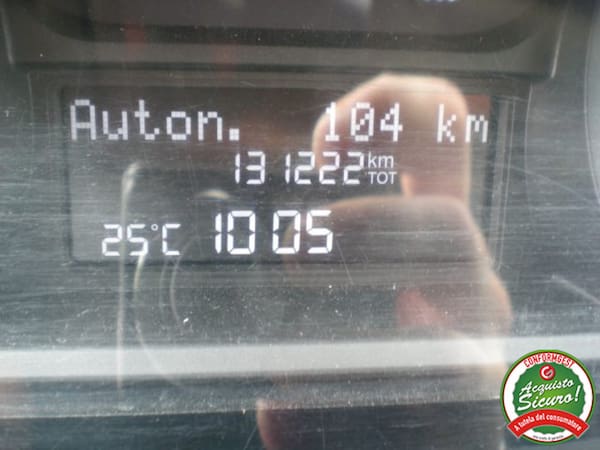 Auton. 104 km
131222 km TOT
25°C 10 05
CONFORMGEST
Acquisto
Sicuro!
A tutela del consumatore